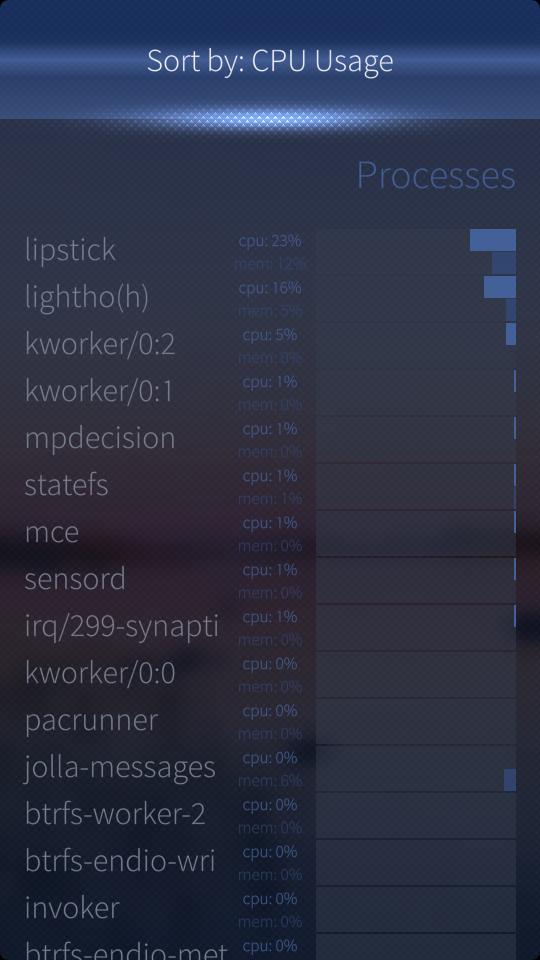 Sort by: CPU Usage
Processes
lipstick
cpu: 23%
mem: 12%
lightho(h)
cpu: 16%
mem: 5%
kworker/0:2
cpu: 5%
mem: 0%
kworker/0:1
cpu: 1%
mem: 0%
mpdecision
cpu: 1%
mem: 0%
statefs
cpu: 1%
mem: 1%
mce
cpu: 1%
mem: 0%
sensord
cpu: 1%
mem: 0%
irq/299-synapti
cpu: 1%
mem: 0%
kworker/0:0
cpu: 0%
mem: 0%
pacrunner
cpu: 0%
mem: 0%
jolla-messages
cpu: 0%
mem: 6%
btrfs-worker-2
cpu: 0%
mem: 0%
btrfs-endio-wri
cpu: 0%
mem: 0%
invoker
cpu: 0%
mem: 0%
btrfs-endio-met
cpu: 0%